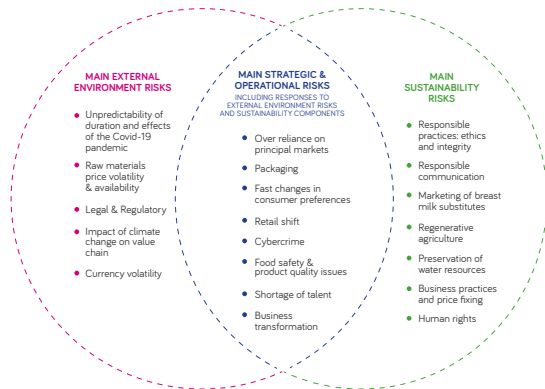 MAIN EXTERNAL
ENVIRONMENT RISKS
Unpredictability of
duration and effects
of the Covid-19
pandemic
Raw materials
price volatility
& availability
Legal & Regulatory
Impact of climate
change on value
chain
Currency volatility
MAIN STRATEGIC &
OPERATIONAL RISKS
INCLUDING RESPONSES TO
EXTERNAL ENVIRONMENT RISKS
AND SUSTAINABILITY COMPONENTS
Over reliance on
principal markets
Packaging
Fast changes in
consumer preferences
Retail shift
Cybercrime
Food safety &
product quality issues
Shortage of talent
Business
transformation
MAIN
SUSTAINABILITY
RISKS
Responsible
practices: ethics
and integrity
Responsible
communication
Marketing of breast
milk substitutes
Regenerative
agriculture
Preservation of
water resources
Business practices
and price fixing
Human rights